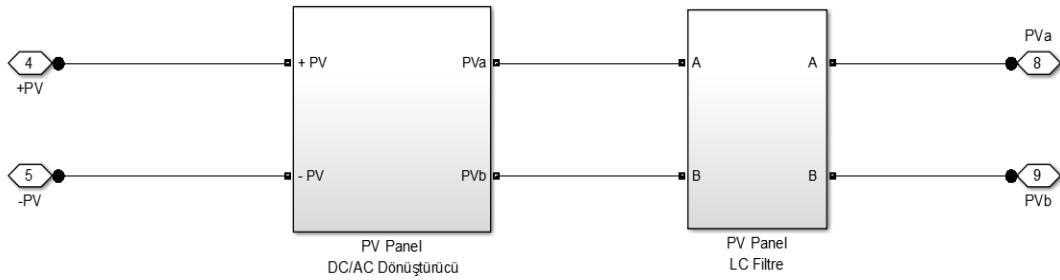 PVa
4
+ PV
PVa
A
A
8
+PV
5
- PV
PVb
B
B
9
-PV
PVb
PV Panel
DC/AC Dönüştürücü
PV Panel
LC Filtre